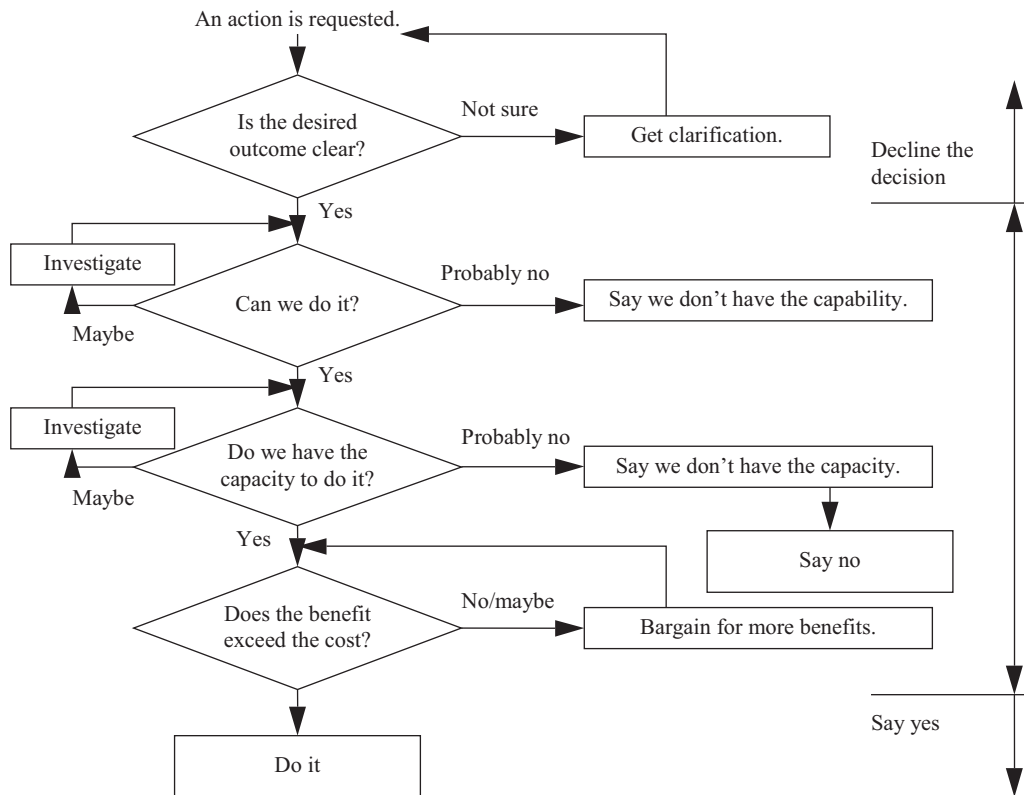 An action is requested.
Not sure
Is the desired
outcome clear?
Get clarification.
Decline the
decision
Yes
Investigate
Probably no
Can we do it?
Say we don’t have the capability.
Maybe
Yes
Investigate
Probably no
Do we have the
capacity to do it?
Say we don’t have the capacity.
Maybe
Yes
Say no
No/maybe
Does the benefit
exceed the cost?
Bargain for more benefits.
Say yes
Do it